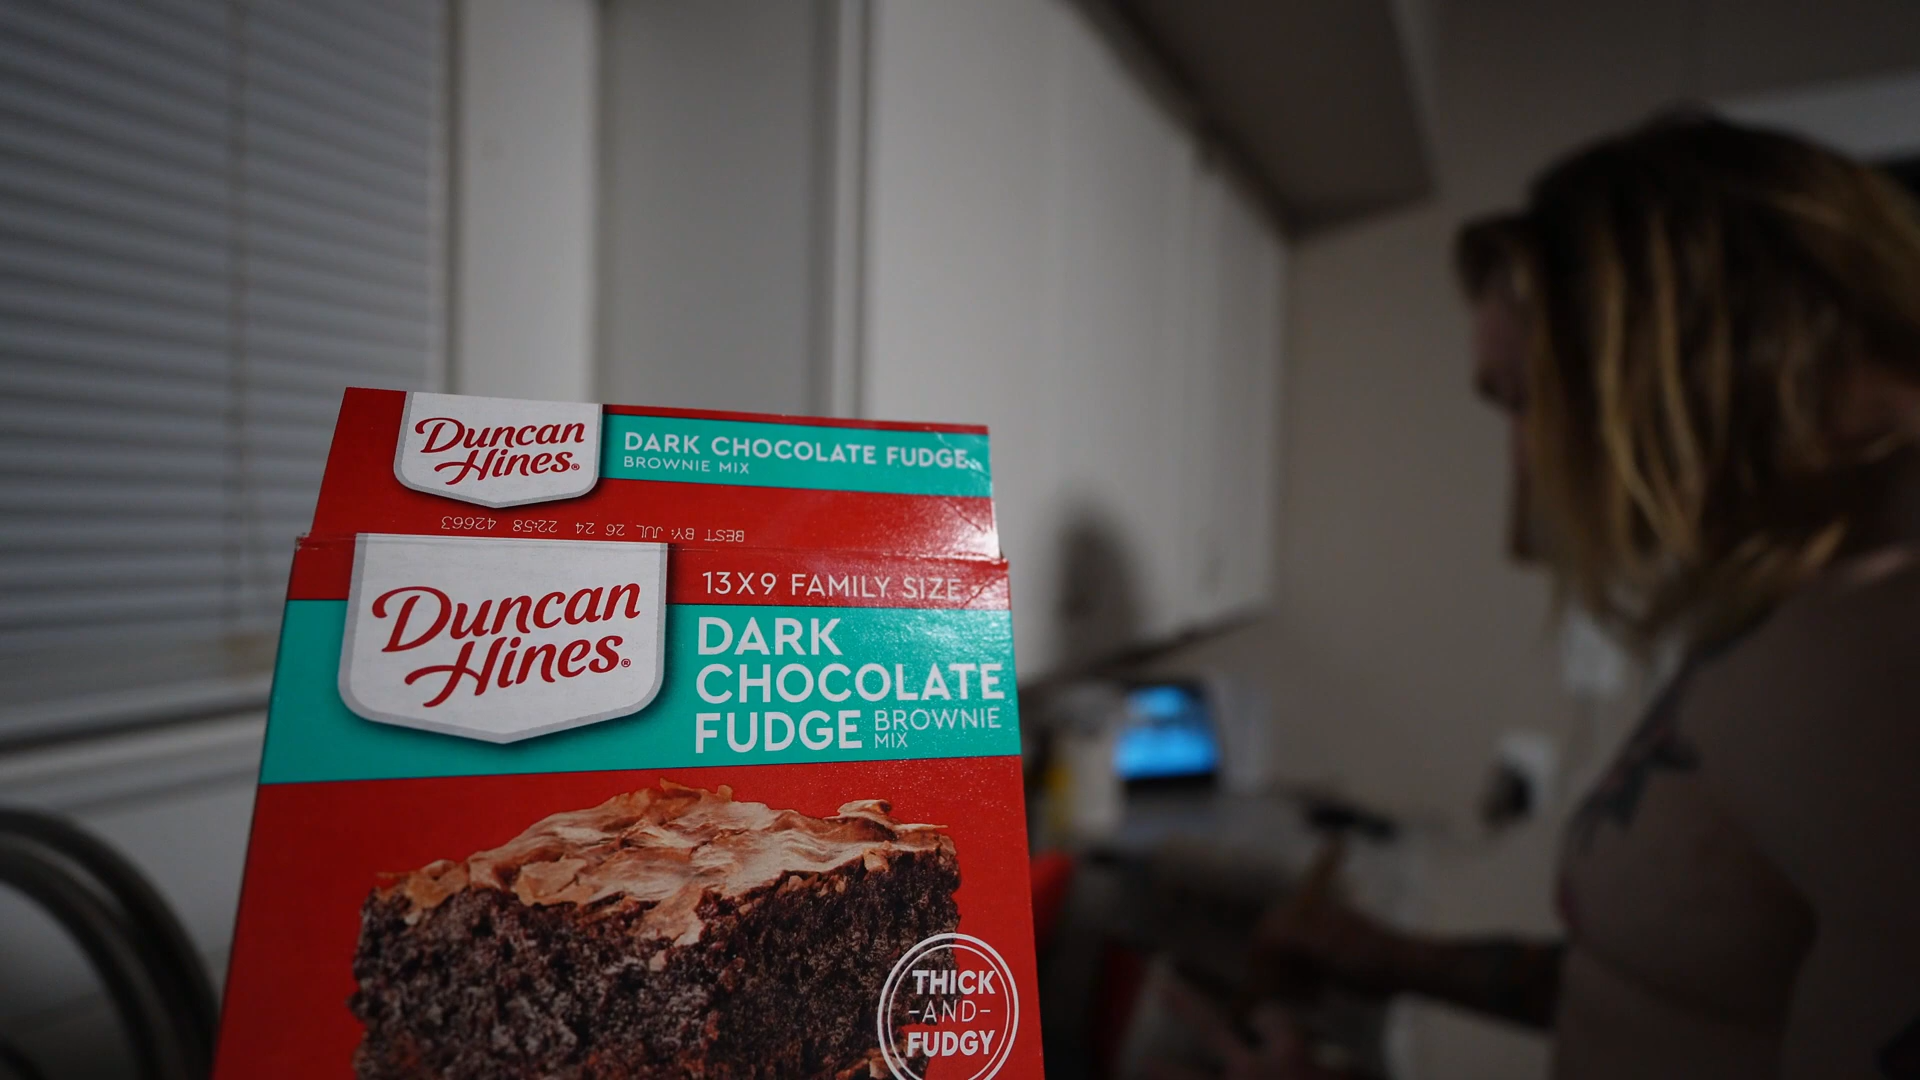 Duncan
Hines®
DARK CHOCOLATE FUDGE
BROWNIE MIX
BEST BY: JUL 26 24 22:58 42663
Duncan
Hines®
13X9 FAMILY SIZE
DARK
CHOCOLATE
FUDGE BROWNIE
MIX
THICK
-AND-
FUDGY